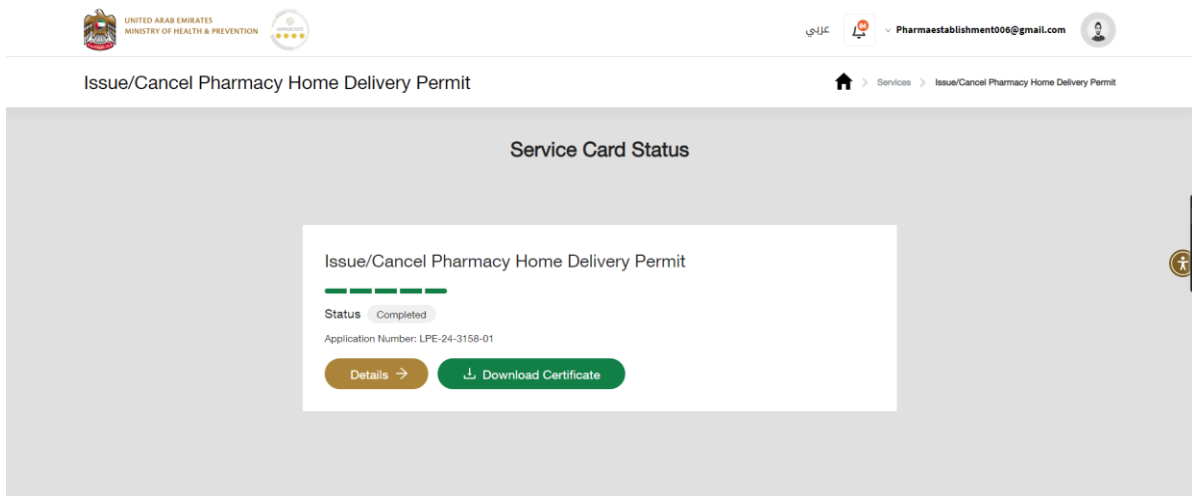 UNITED ARAB EMIRATES
MINISTRY OF HEALTH & PREVENTION
عربي
Pharmaestablishment006@gmail.com
Issue/Cancel Pharmacy Home Delivery Permit
Services > Issue/Cancel Pharmacy Home Delivery Permit
Service Card Status
Issue/Cancel Pharmacy Home Delivery Permit
Status Completed
Application Number: LPE-24-3158-01
Details → Download Certificate